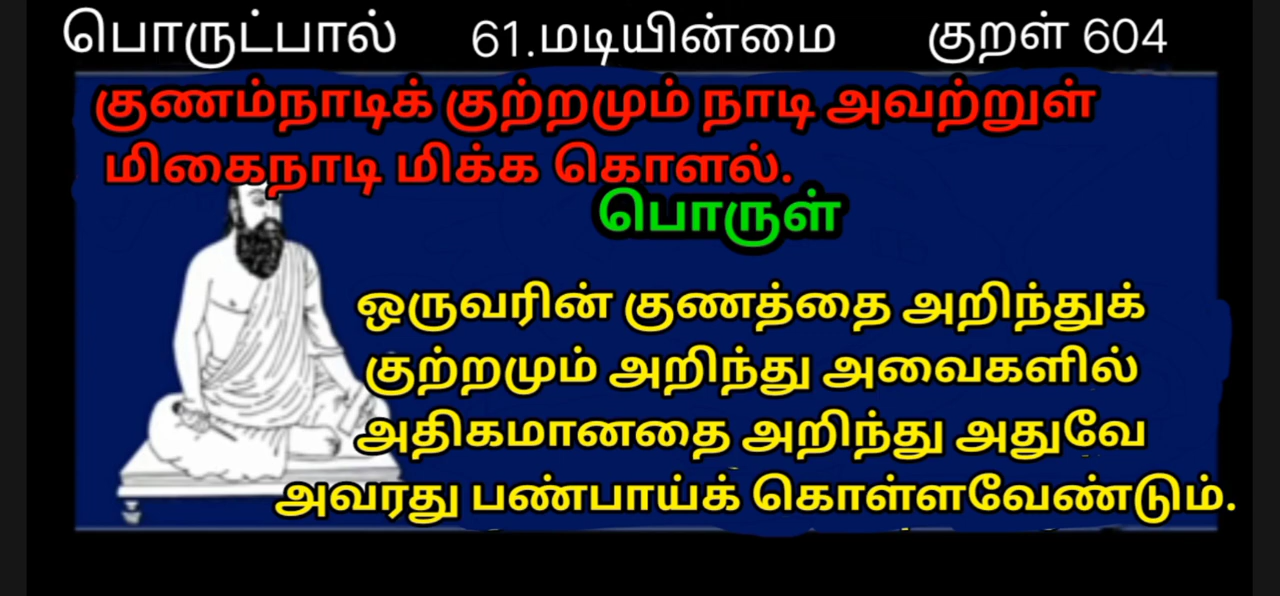 பொருட்பால் 61.மடியின்மை குறள் 604
குணம்நாடிக் குற்றமும் நாடி அவற்றுள்
மிகைநாடி மிக்க கொளல்.
பொருள்
ஒருவரின் குணத்தை அறிந்துக்
குற்றமும் அறிந்து அவைகளில்
அதிகமானதை அறிந்து அதுவே
அவரது பண்பாய்க் கொள்ளவேண்டும்.